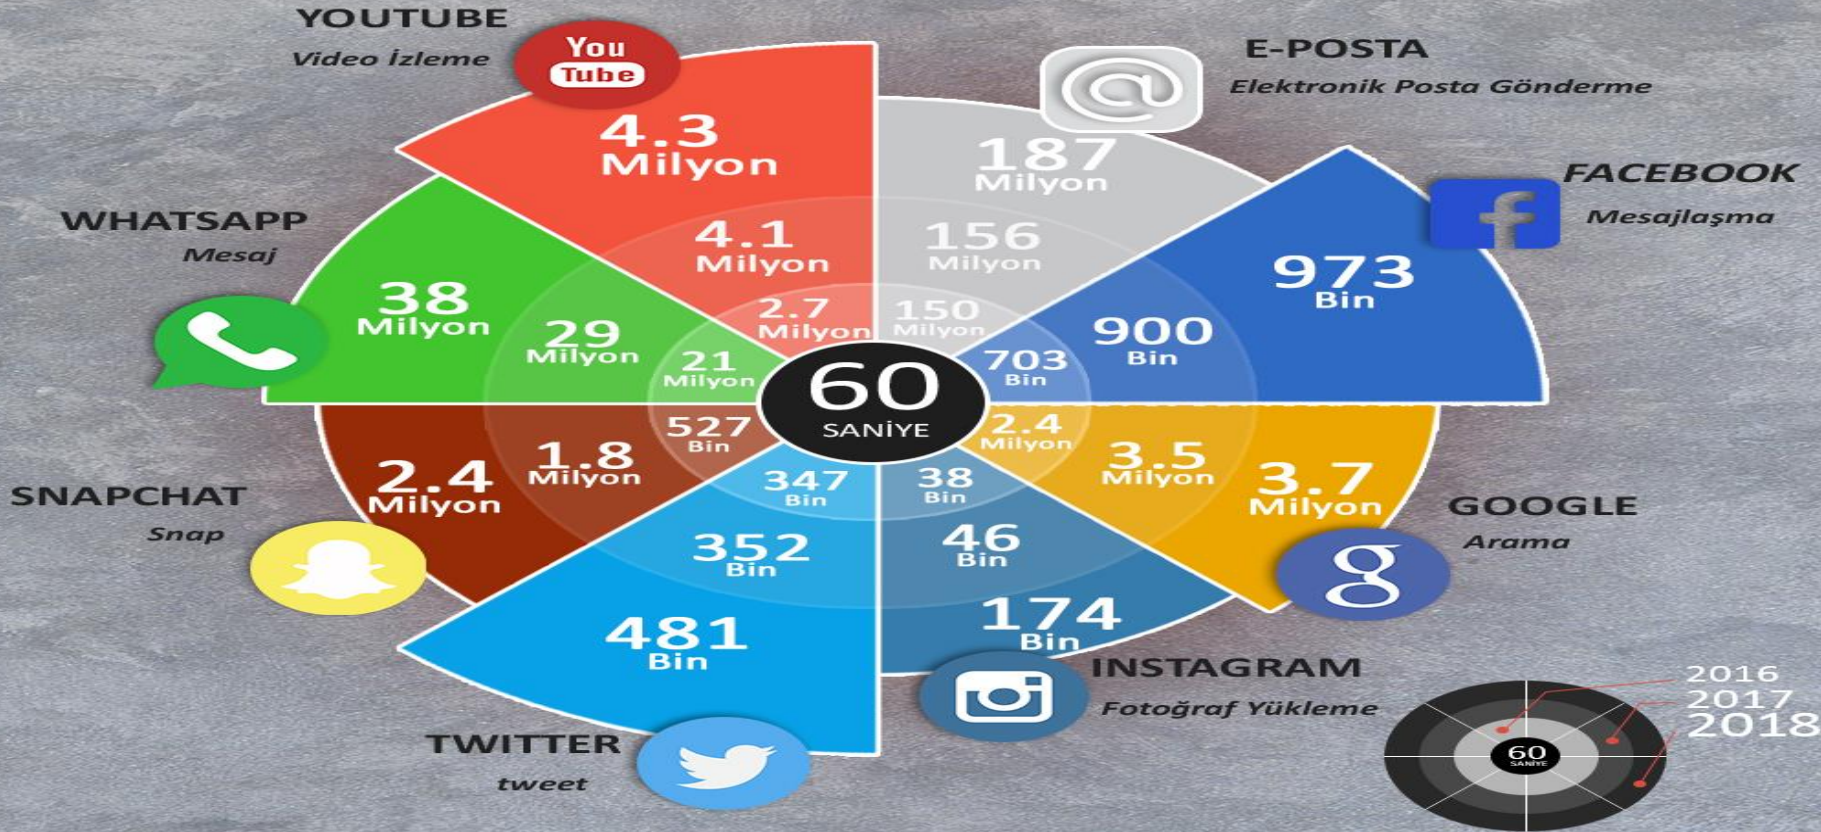 YOUTUBE
Video İzleme
You
Tube
4.3
Milyon
4.1
Milyon
2.7
Milyon
E-POSTA
Elektronik Posta Gönderme
@
187
Milyon
156
Milyon
150
Milyon
FACEBOOK
Mesajlaşma
f
973
Bin
900
Bin
703
Bin
WHATSAPP
Mesaj
38
Milyon
29
Milyon
21
Milyon
60
SANİYE
SNAPCHAT
Snap
2.4
Milyon
1.8
Milyon
527
Bin
TWITTER
tweet
347
Bin
352
Bin
481
Bin
38
Bin
46
Bin
174
Bin
INSTAGRAM
Fotoğraf Yükleme
2.4
Milyon
3.5
Milyon
3.7
Milyon
GOOGLE
Arama
g
2016
2017
2018
60
SANİYE